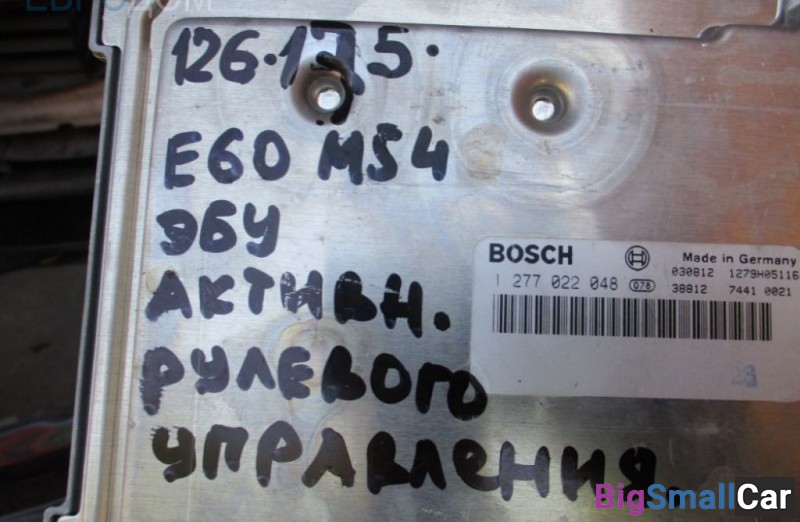 126.175.
E60 M54
ЭБУ
АКТИВН.
РУЛЕВОГО
УПРАВЛЕНИЯ.
BOSCH
Made in Germany
1 277 022 048 078 030812 1279H05116
38812 7441 0021
BigSmallCar